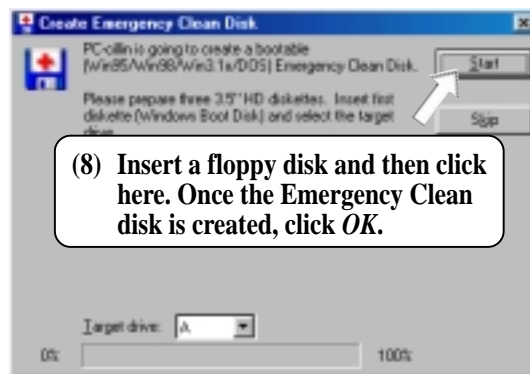 Create Emergency Clean Disk
PC-cillin is going to create a bootable
(Win95/Win98/Win3.1x/DOS) Emergency Clean Disk.
Start
Please prepare three 3.5" HD diskettes. Insert first
diskette (Windows Boot Disk) and select the target
drive
Skip
(8) Insert a floppy disk and then click
here. Once the Emergency Clean
disk is created, click OK.
Target drive: A:
0% 100%